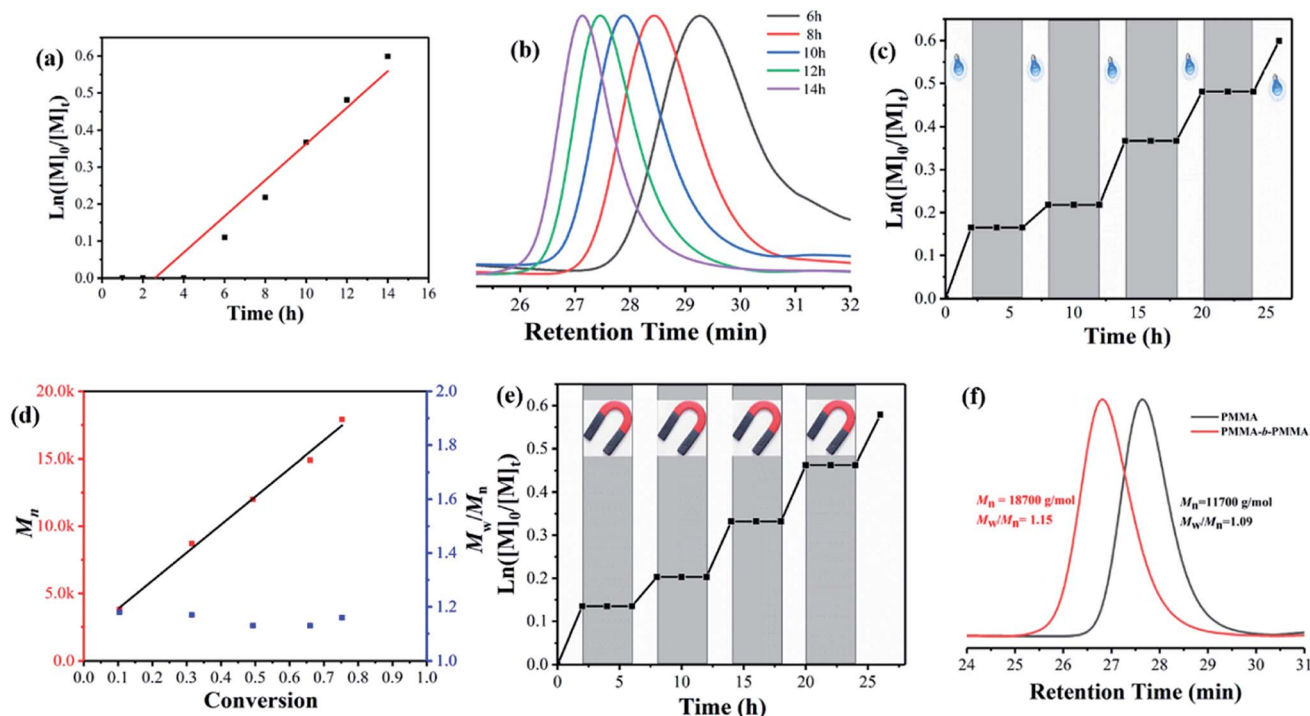 (a)
Ln([M]0/[M]t)
0.6
0.5
0.4
0.3
0.2
0.1
0.0
0 2 4 6 8 10 12 14 16
Time (h)
(b)
6h
8h
10h
12h
14h
26 27 28 29 30 31 32
Retention Time (min)
(c)
Ln([M]0/[M]t)
0.6
0.5
0.4
0.3
0.2
0.1
0.0
0 5 10 15 20 25
Time (h)
(d)
Mn
20.0k
15.0k
10.0k
5.0k
0.0
2.0
1.8
1.6
1.4
1.2
1.0
Mw/Mn
0.0 0.1 0.2 0.3 0.4 0.5 0.6 0.7 0.8 0.9 1.0
Conversion
(e)
Ln([M]0/[M]t)
0.6
0.5
0.4
0.3
0.2
0.1
0.0
0 5 10 15 20 25
Time (h)
(f)
PMMA
PMMA-b-PMMA
Mn = 18700 g/mol
Mw/Mn= 1.15
Mn=11700 g/mol
Mw/Mn=1.09
24 25 26 27 28 29 30 31
Retention Time (min)